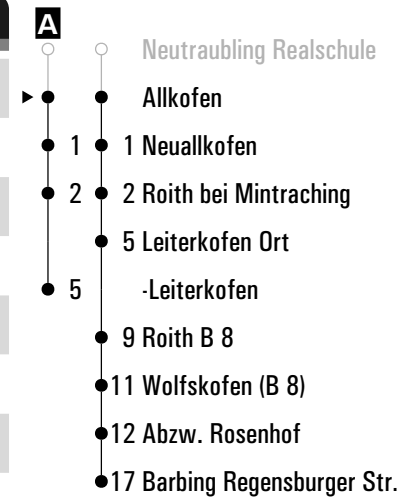 A
Neutraubling Realschule
Allkofen
1 1 Neuallkofen
2 2 Roith bei Mintraching
5 Leiterkofen Ort
5 -Leiterkofen
9 Roith B 8
11 Wolfskofen (B 8)
12 Abzw. Rosenhof
17 Barbing Regensburger Str.